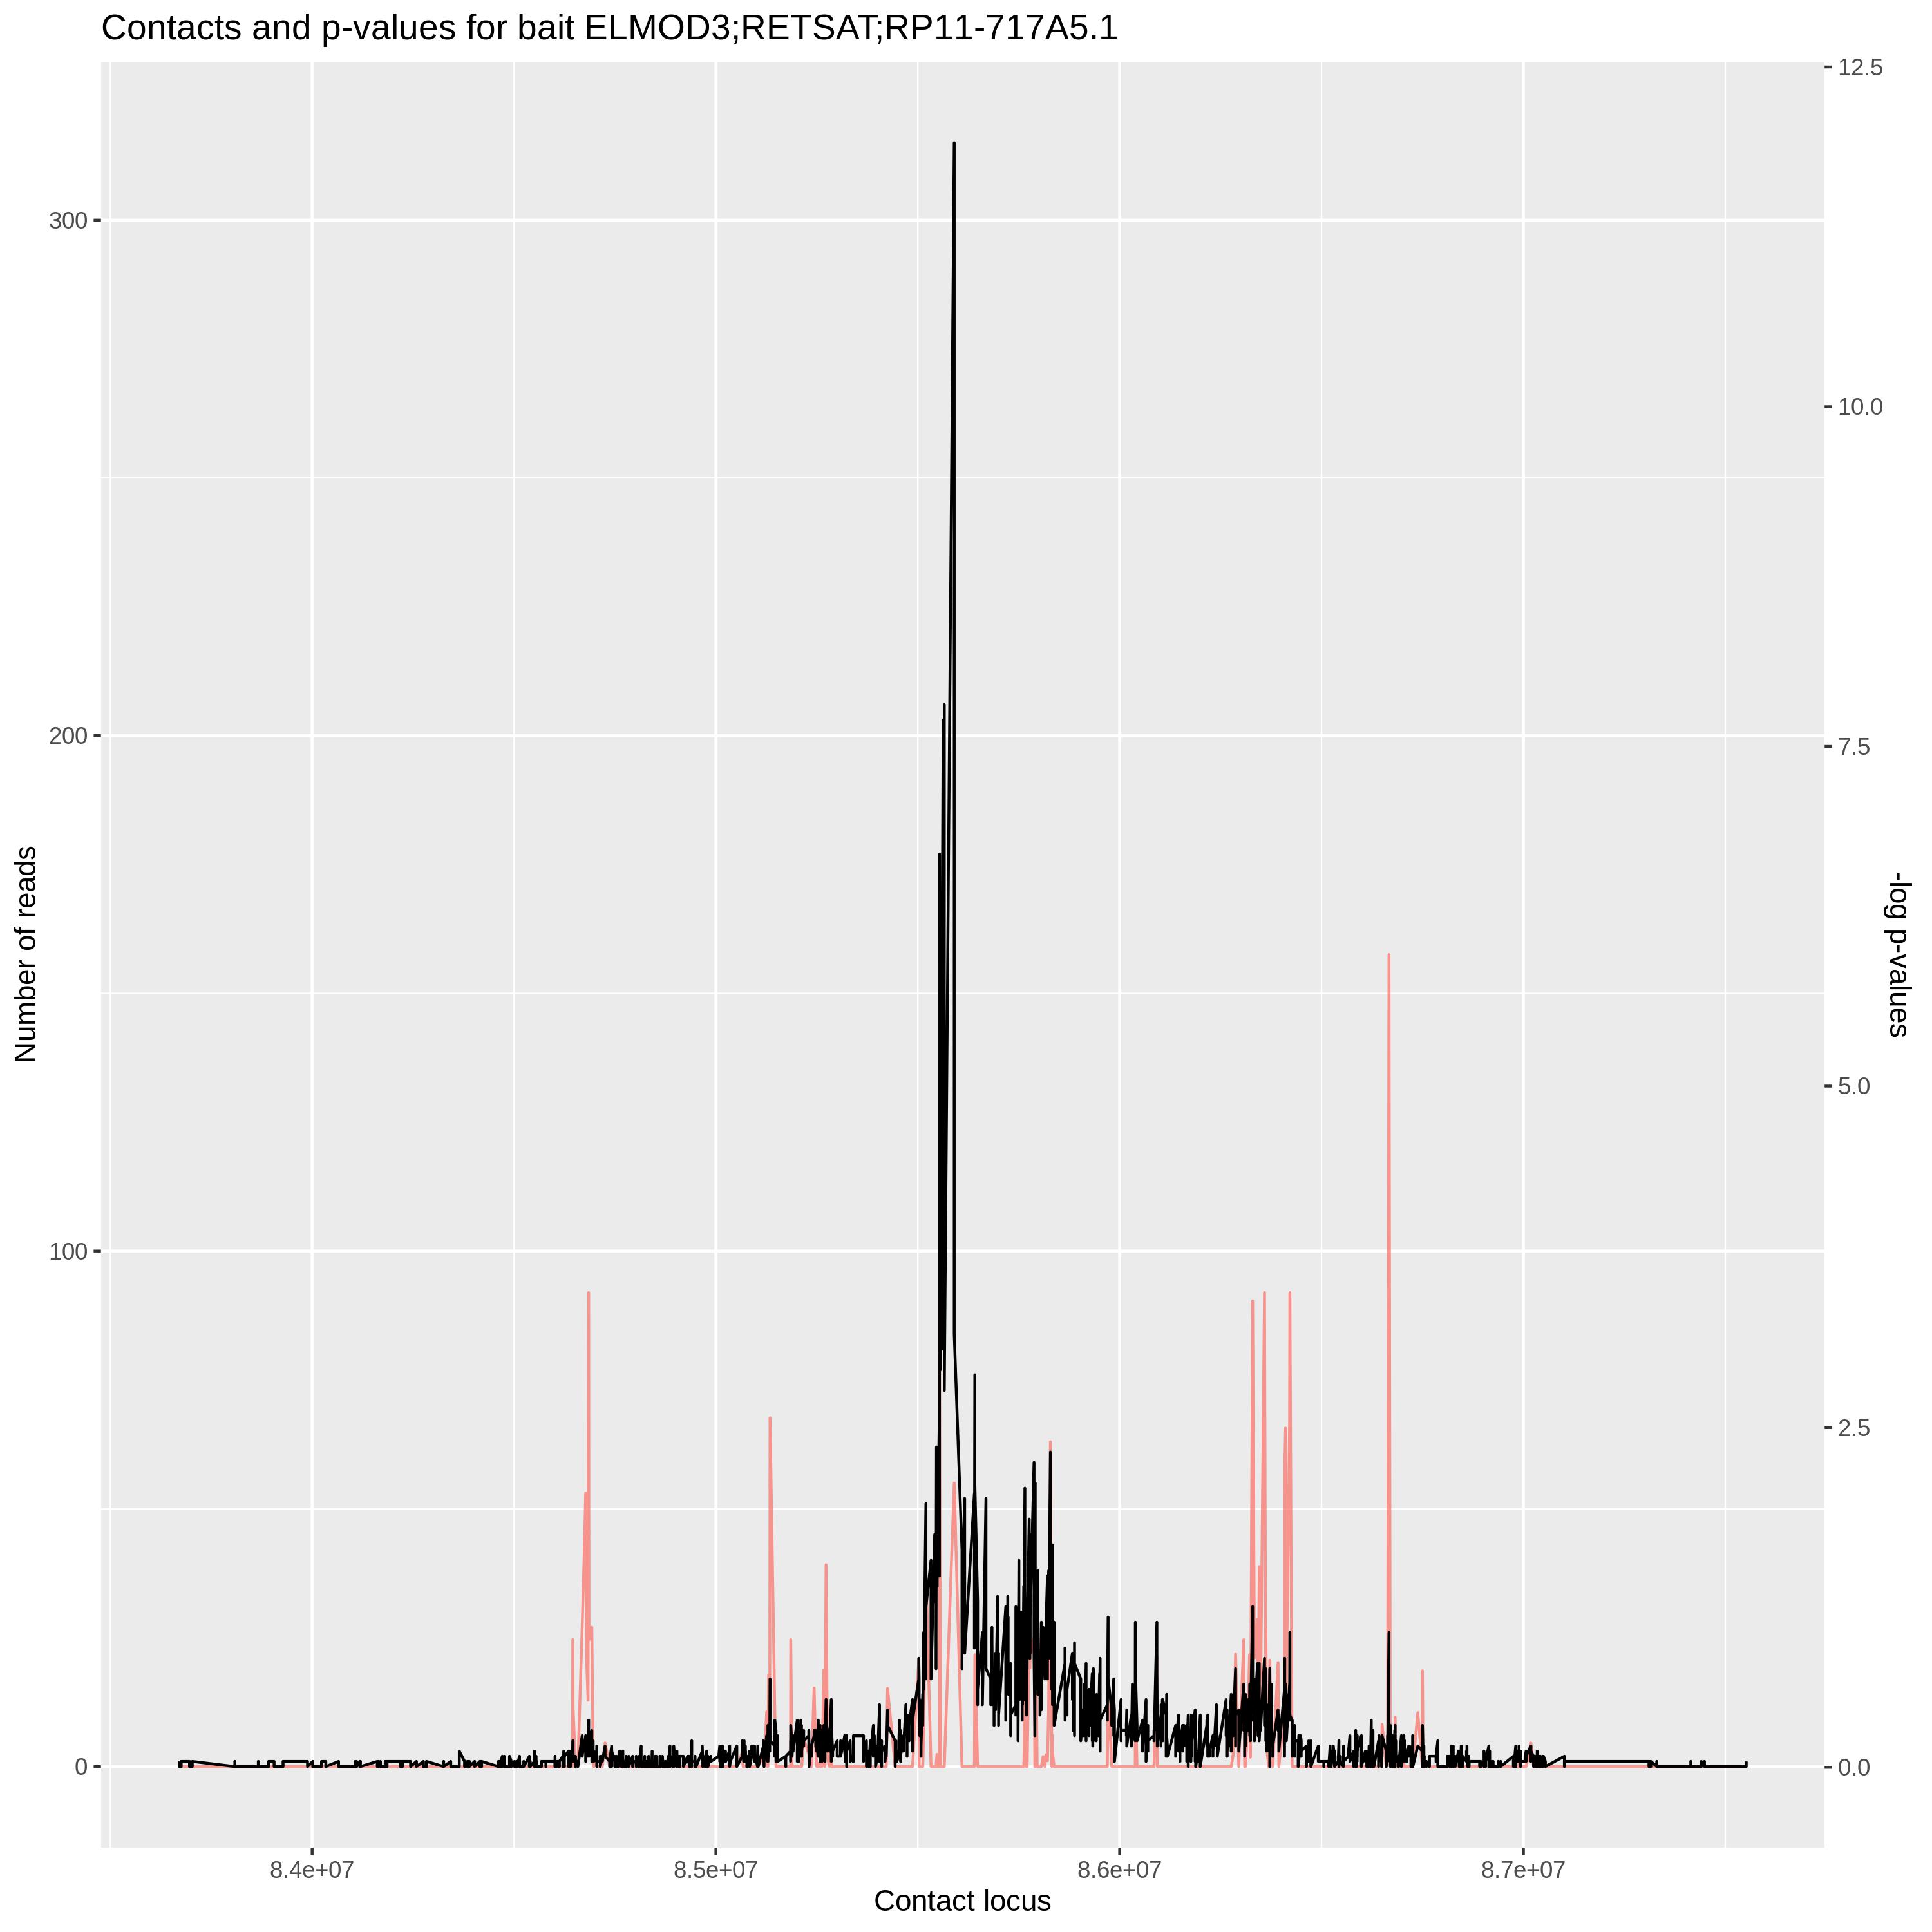 Contacts and p-values for bait ELMOD3;RETSAT;RP11-717A5.1
12.5
300
10.0
200
7.5
Number of reads
-log p-values
5.0
100
2.5
0
0.0
8.4e+07 8.5e+07 8.6e+07 8.7e+07
Contact locus